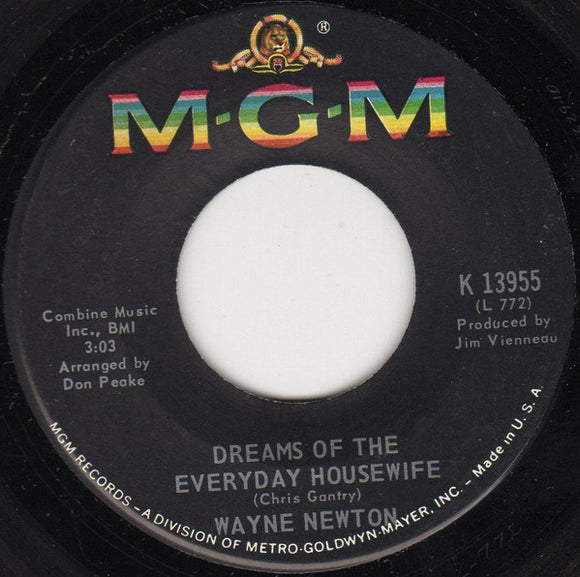 ®
M-G-M
Combine Music
Inc., BMI
3:03
Arranged by
Don Peake
K 13955
(L 772)
Produced by
Jim Vienneau
DREAMS OF THE
EVERYDAY HOUSEWIFE
(Chris Gantry)
WAYNE NEWTON
MGM RECORDS – A DIVISION OF METRO-GOLDWYN-MAYER, INC. – Made in U.S.A.